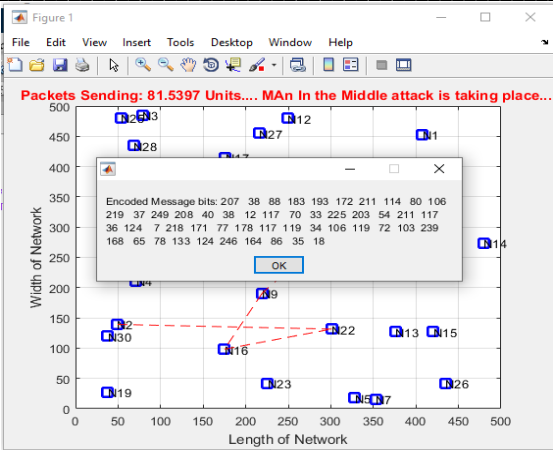 Figure 1
File Edit View Insert Tools Desktop Window Help
Packets Sending: 81.5397 Units.... MAn In the Middle attack is taking place...
Encoded Message bits: 207 38 88 183 193 172 211 114 80 106
219 37 249 208 40 38 12 117 70 33 225 203 54 211 117
36 124 7 218 171 77 178 117 119 34 106 119 72 103 239
168 65 78 133 124 246 164 86 35 18
OK
500
450
400
350
300
250
200
150
100
50
0
Width of Network
N3
N12
N27
N1
N28
N17
N14
N4
N9
N2
N22
N30
N13
N15
N16
N23
N26
N19
N5
N7
0 50 100 150 200 250 300 350 400 450 500
Length of Network